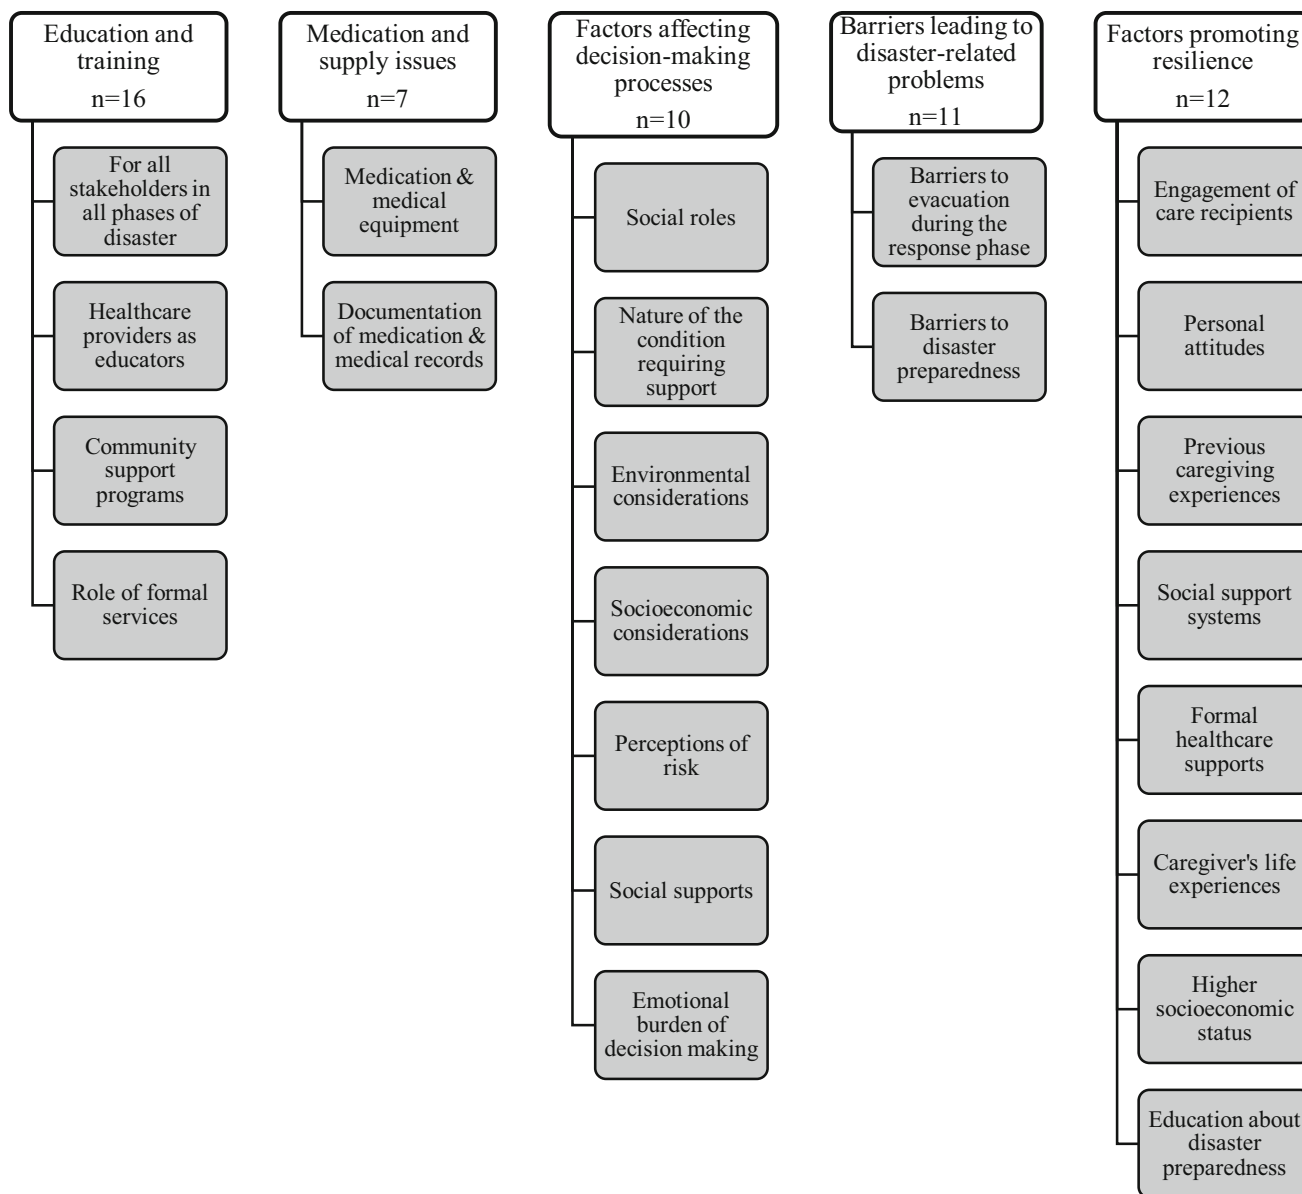 Education and
training
n=16
For all
stakeholders in
all phases of
disaster
Healthcare
providers as
educators
Community
support
programs
Role of formal
services
Medication and
supply issues
n=7
Medication &
medical
equipment
Documentation
of medication &
medical records
Factors affecting
decision-making
processes
n=10
Social roles
Nature of the
condition
requiring
support
Environmental
considerations
Socioeconomic
considerations
Perceptions of
risk
Social supports
Emotional
burden of
decision making
Barriers leading to
disaster-related
problems
n=11
Barriers to
evacuation
during the
response phase
Barriers to
disaster
preparedness
Factors promoting
resilience
n=12
Engagement of
care recipients
Personal
attitudes
Previous
caregiving
experiences
Social support
systems
Formal
healthcare
supports
Caregiver's life
experiences
Higher
socioeconomic
status
Education about
disaster
preparedness